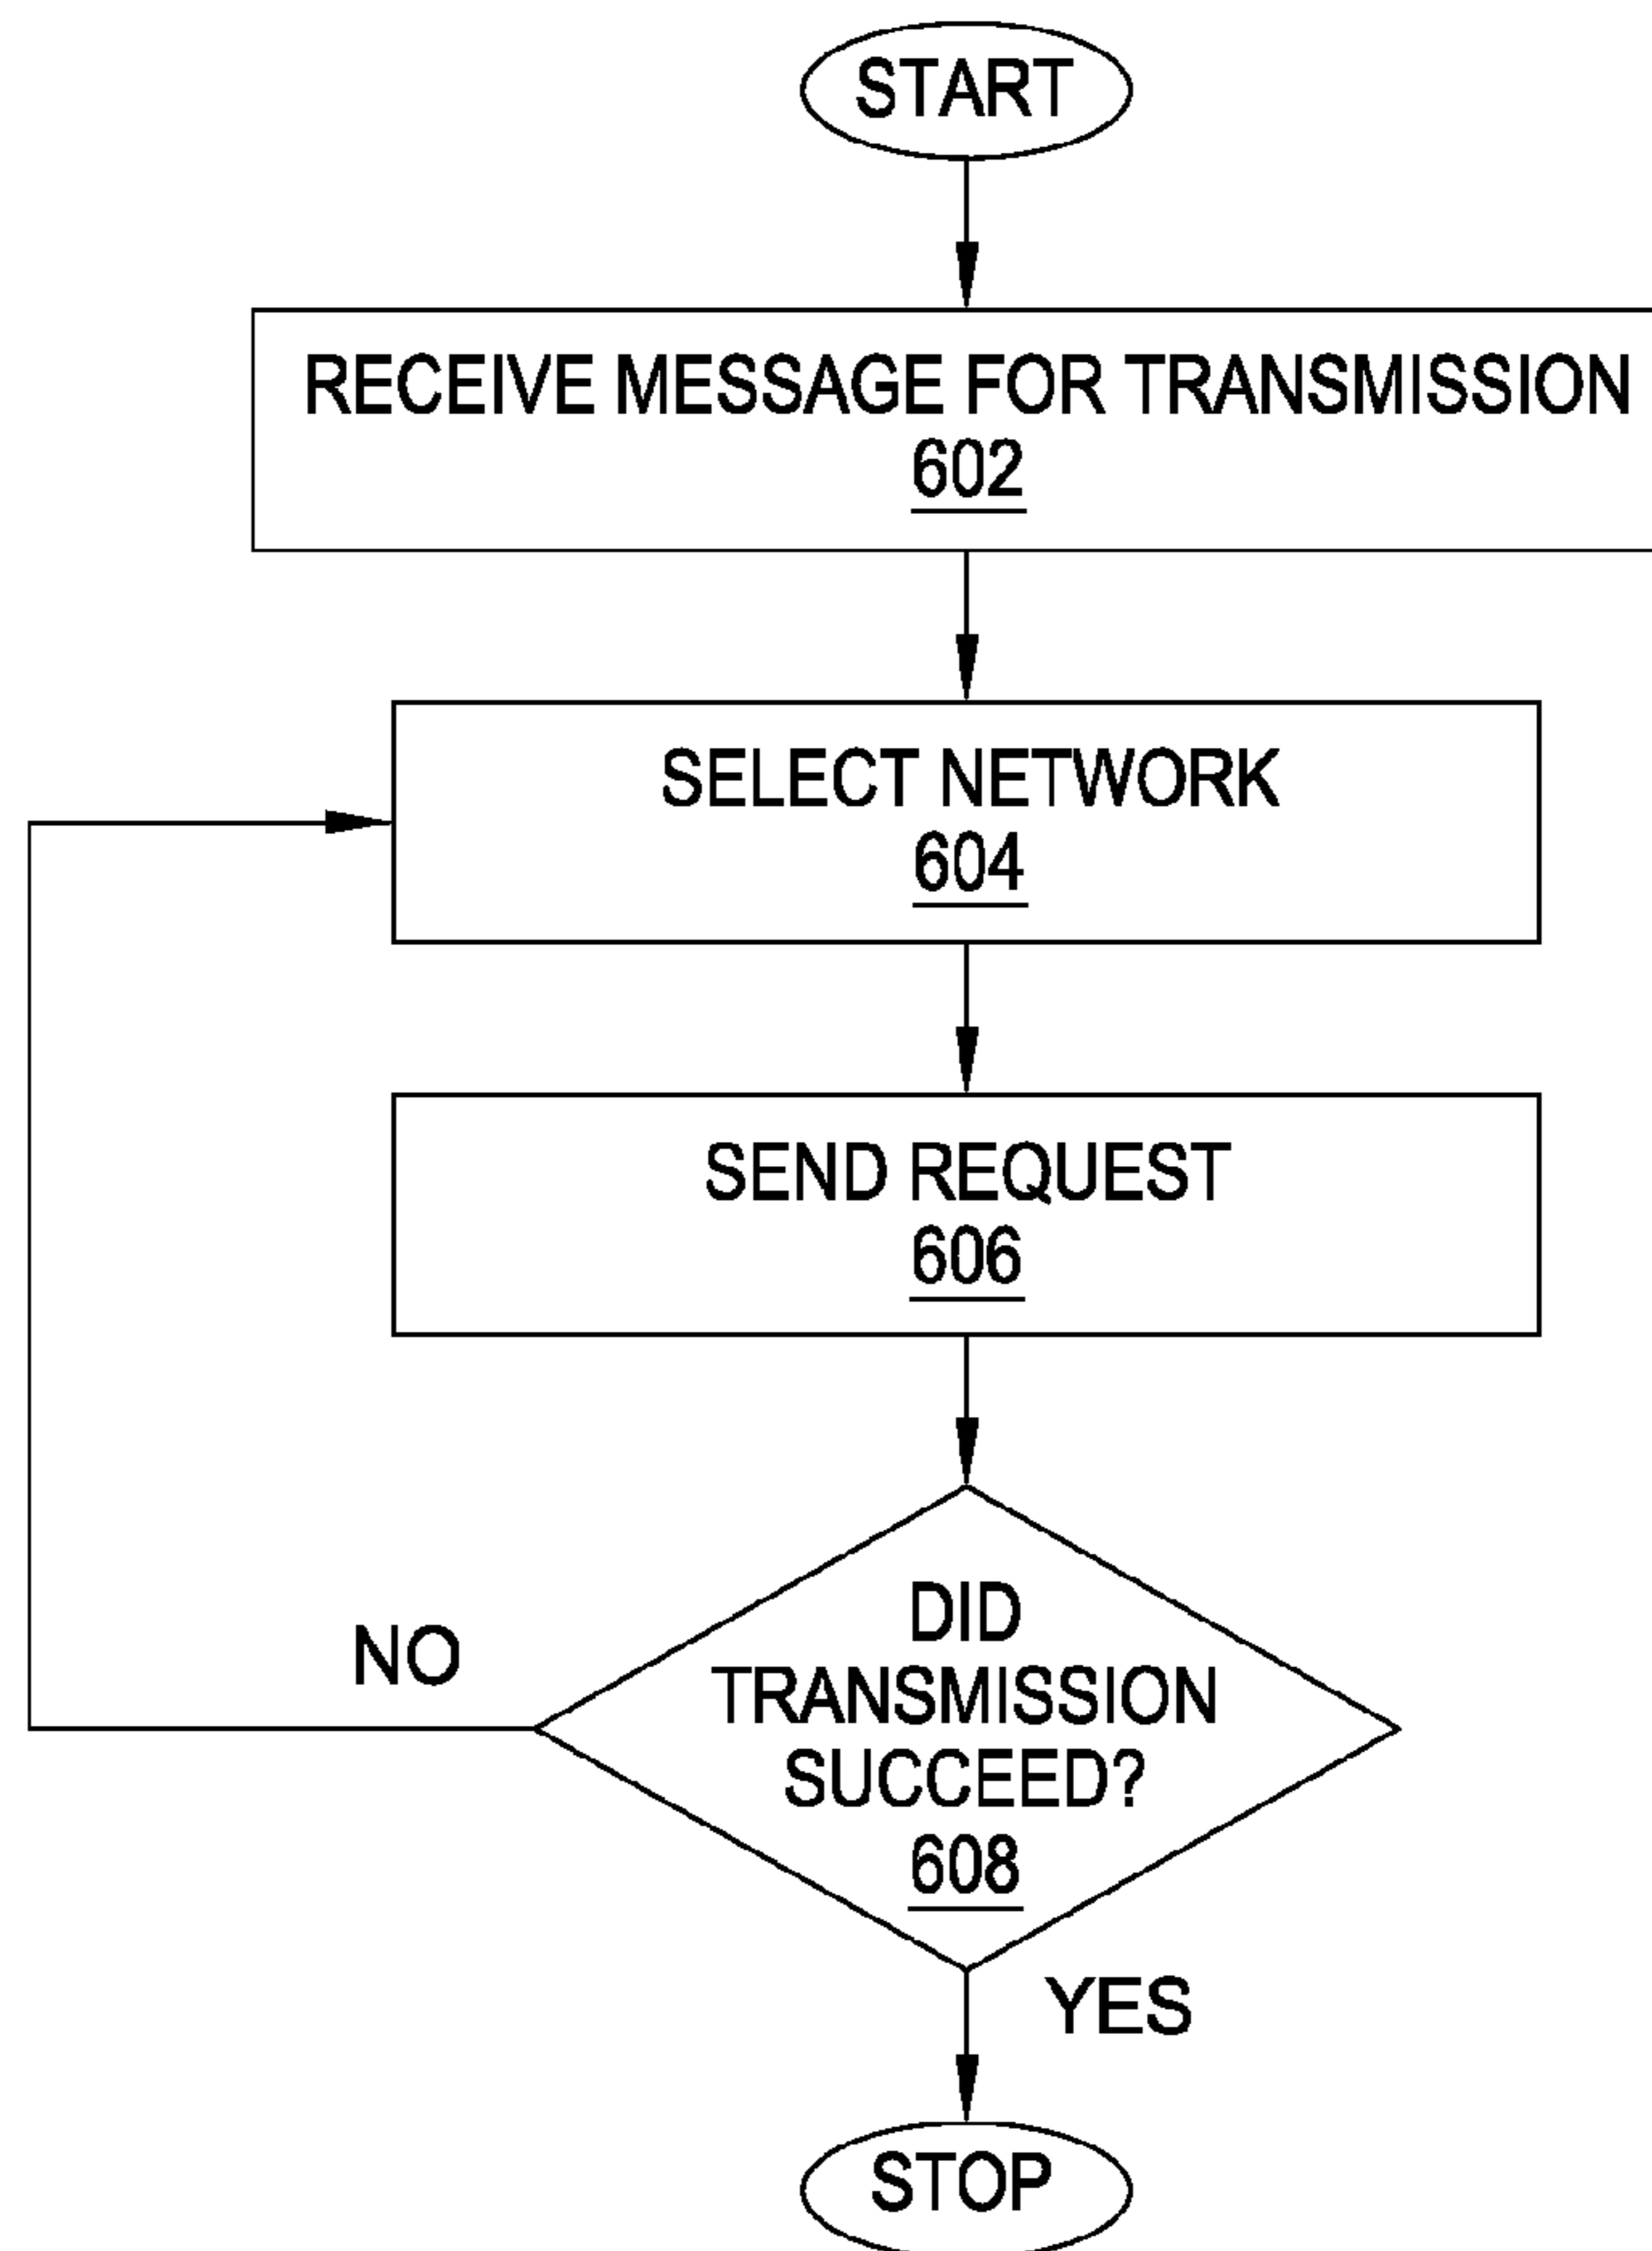 START
RECEIVE MESSAGE FOR TRANSMISSION
602
SELECT NETWORK
604
SEND REQUEST
606
DID
TRANSMISSION
SUCCEED?
608
NO
YES
STOP